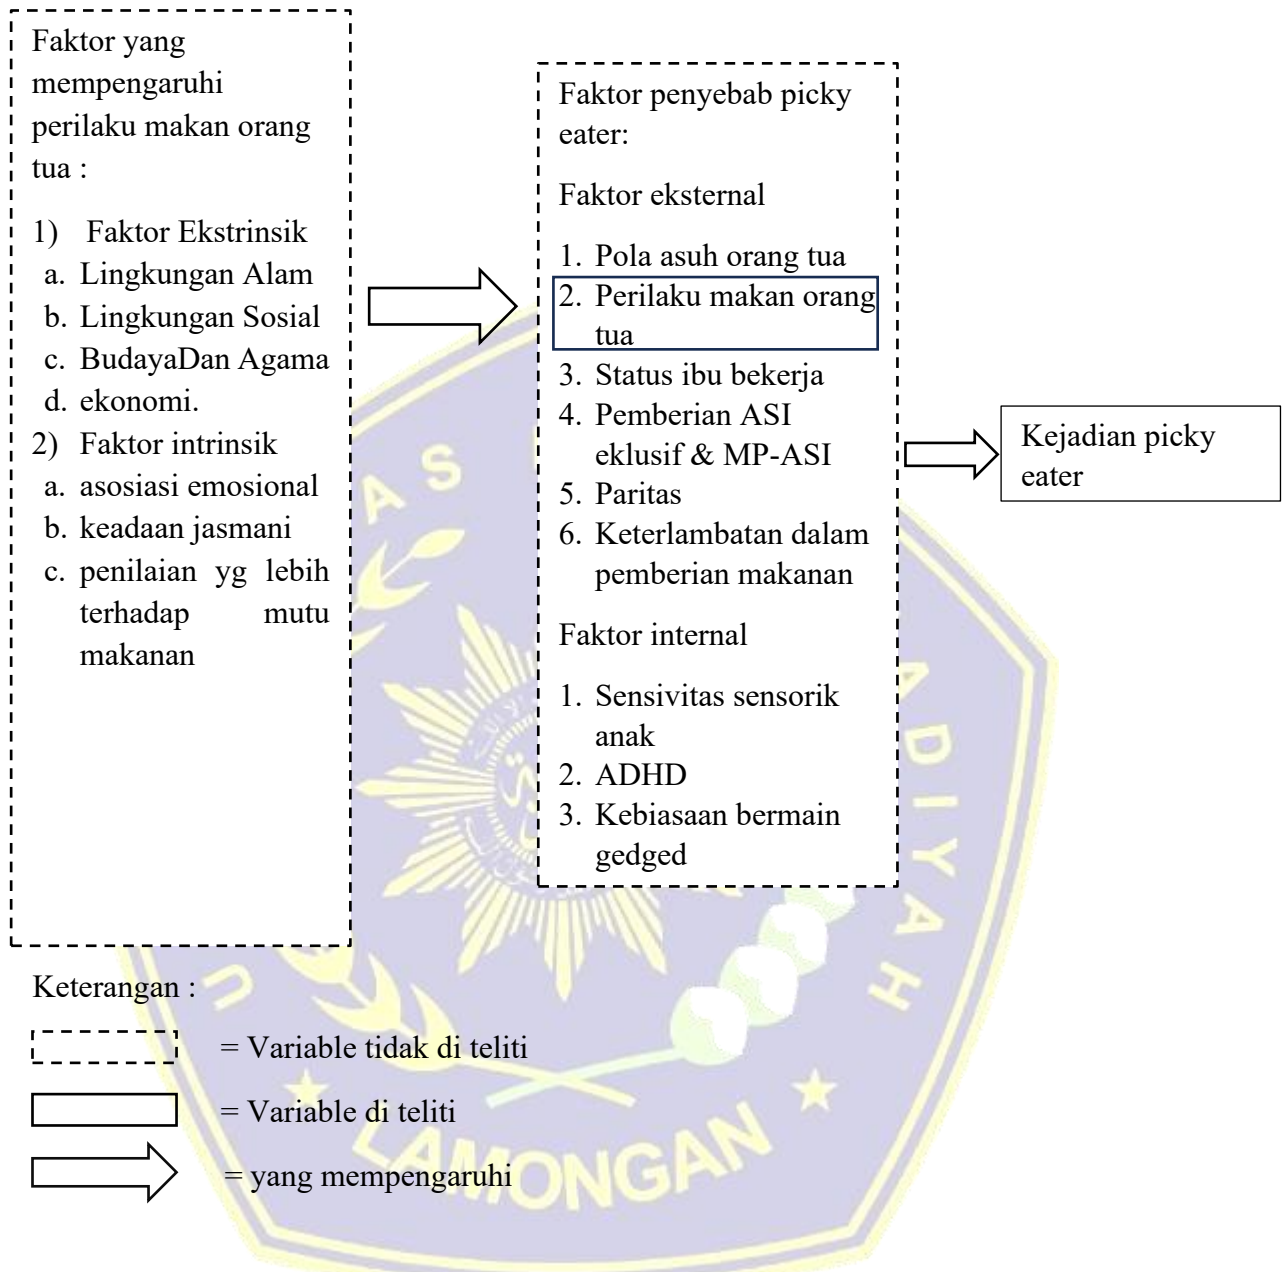 Faktor yang
mempengaruhi
perilaku makan orang
tua :
1) Faktor Ekstrinsik
a. Lingkungan Alam
b. Lingkungan Sosial
c. BudayaDan Agama
d. ekonomi.
2) Faktor intrinsik
a. asosiasi emosional
b. keadaan jasmani
c. penilaian yg lebih
terhadap mutu
makanan
Faktor penyebab picky
eater:
Faktor eksternal
1. Pola asuh orang tua
2. Perilaku makan orang
tua
3. Status ibu bekerja
4. Pemberian ASI
eklusif & MP-ASI
5. Paritas
6. Keterlambatan dalam
pemberian makanan
Faktor internal
1. Sensivitas sensorik
anak
2. ADHD
3. Kebiasaan bermain
gedged
Kejadian picky
eater
Keterangan :
= Variable tidak di teliti
= Variable di teliti
= yang mempengaruhi
LAMONGAN